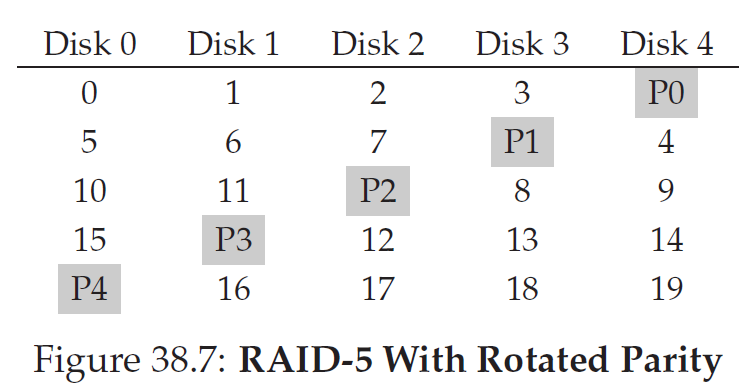 Disk 0 Disk 1 Disk 2 Disk 3 Disk 4
0 1 2 3 P0
5 6 7 P1 4
10 11 P2 8 9
15 P3 12 13 14
P4 16 17 18 19
Figure 38.7: RAID-5 With Rotated Parity